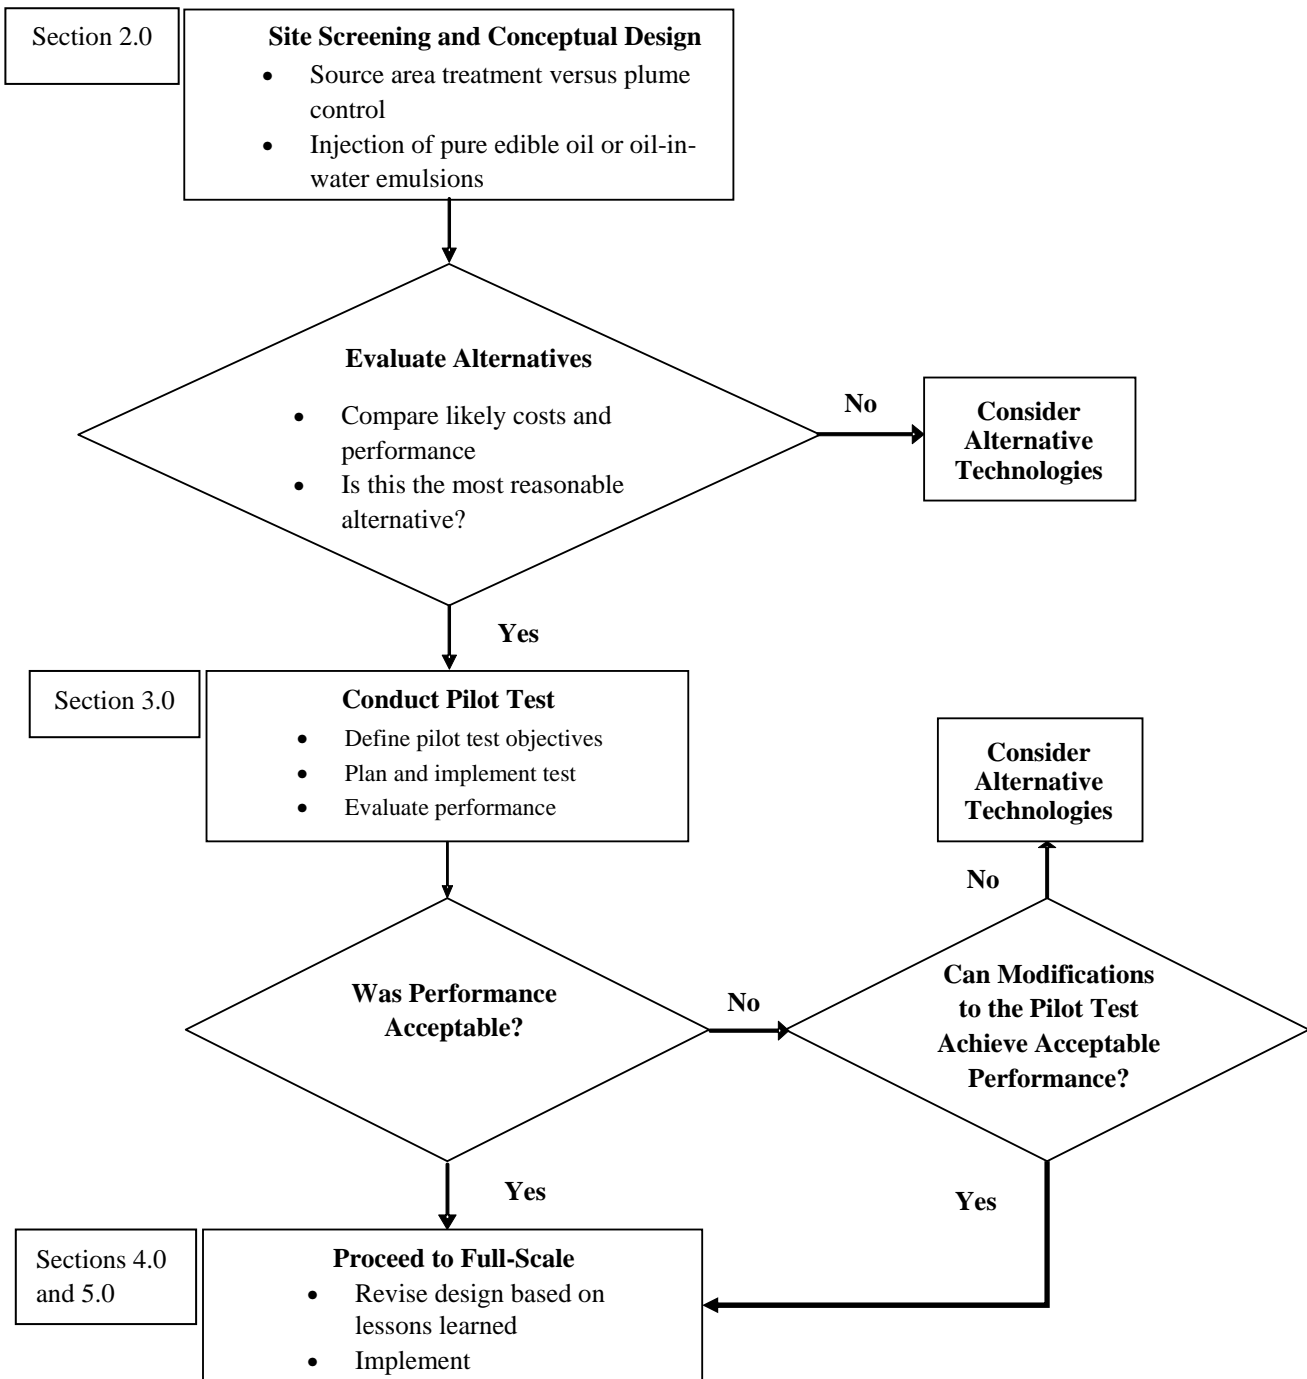 Section 2.0
Site Screening and Conceptual Design
• Source area treatment versus plume
control
• Injection of pure edible oil or oil-in-
water emulsions
Evaluate Alternatives
• Compare likely costs and
performance
• Is this the most reasonable
alternative?
No
Consider
Alternative
Technologies
Yes
Section 3.0
Conduct Pilot Test
• Define pilot test objectives
• Plan and implement test
• Evaluate performance
Consider
Alternative
Technologies
No
Was Performance
Acceptable?
No
Can Modifications
to the Pilot Test
Achieve Acceptable
Performance?
Yes
Yes
Sections 4.0
and 5.0
Proceed to Full-Scale
• Revise design based on
lessons learned
• Implement